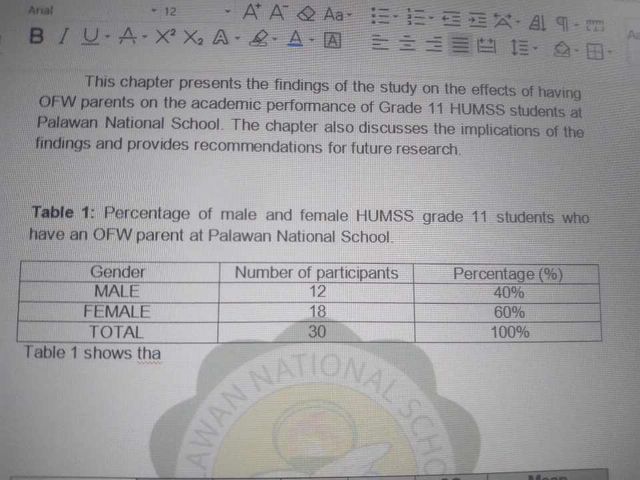 Arial 12 A+ A- Aa
B I U A X² X₂ A A A
This chapter presents the findings of the study on the effects of having
OFW parents on the academic performance of Grade 11 HUMSS students at
Palawan National School. The chapter also discusses the implications of the
findings and provides recommendations for future research.
Table 1: Percentage of male and female HUMSS grade 11 students who
have an OFW parent at Palawan National School.
Gender Number of participants Percentage (%)
MALE 12 40%
FEMALE 18 60%
TOTAL 30 100%
Table 1 shows tha
AWAN NATIONAL SCHO
Mean